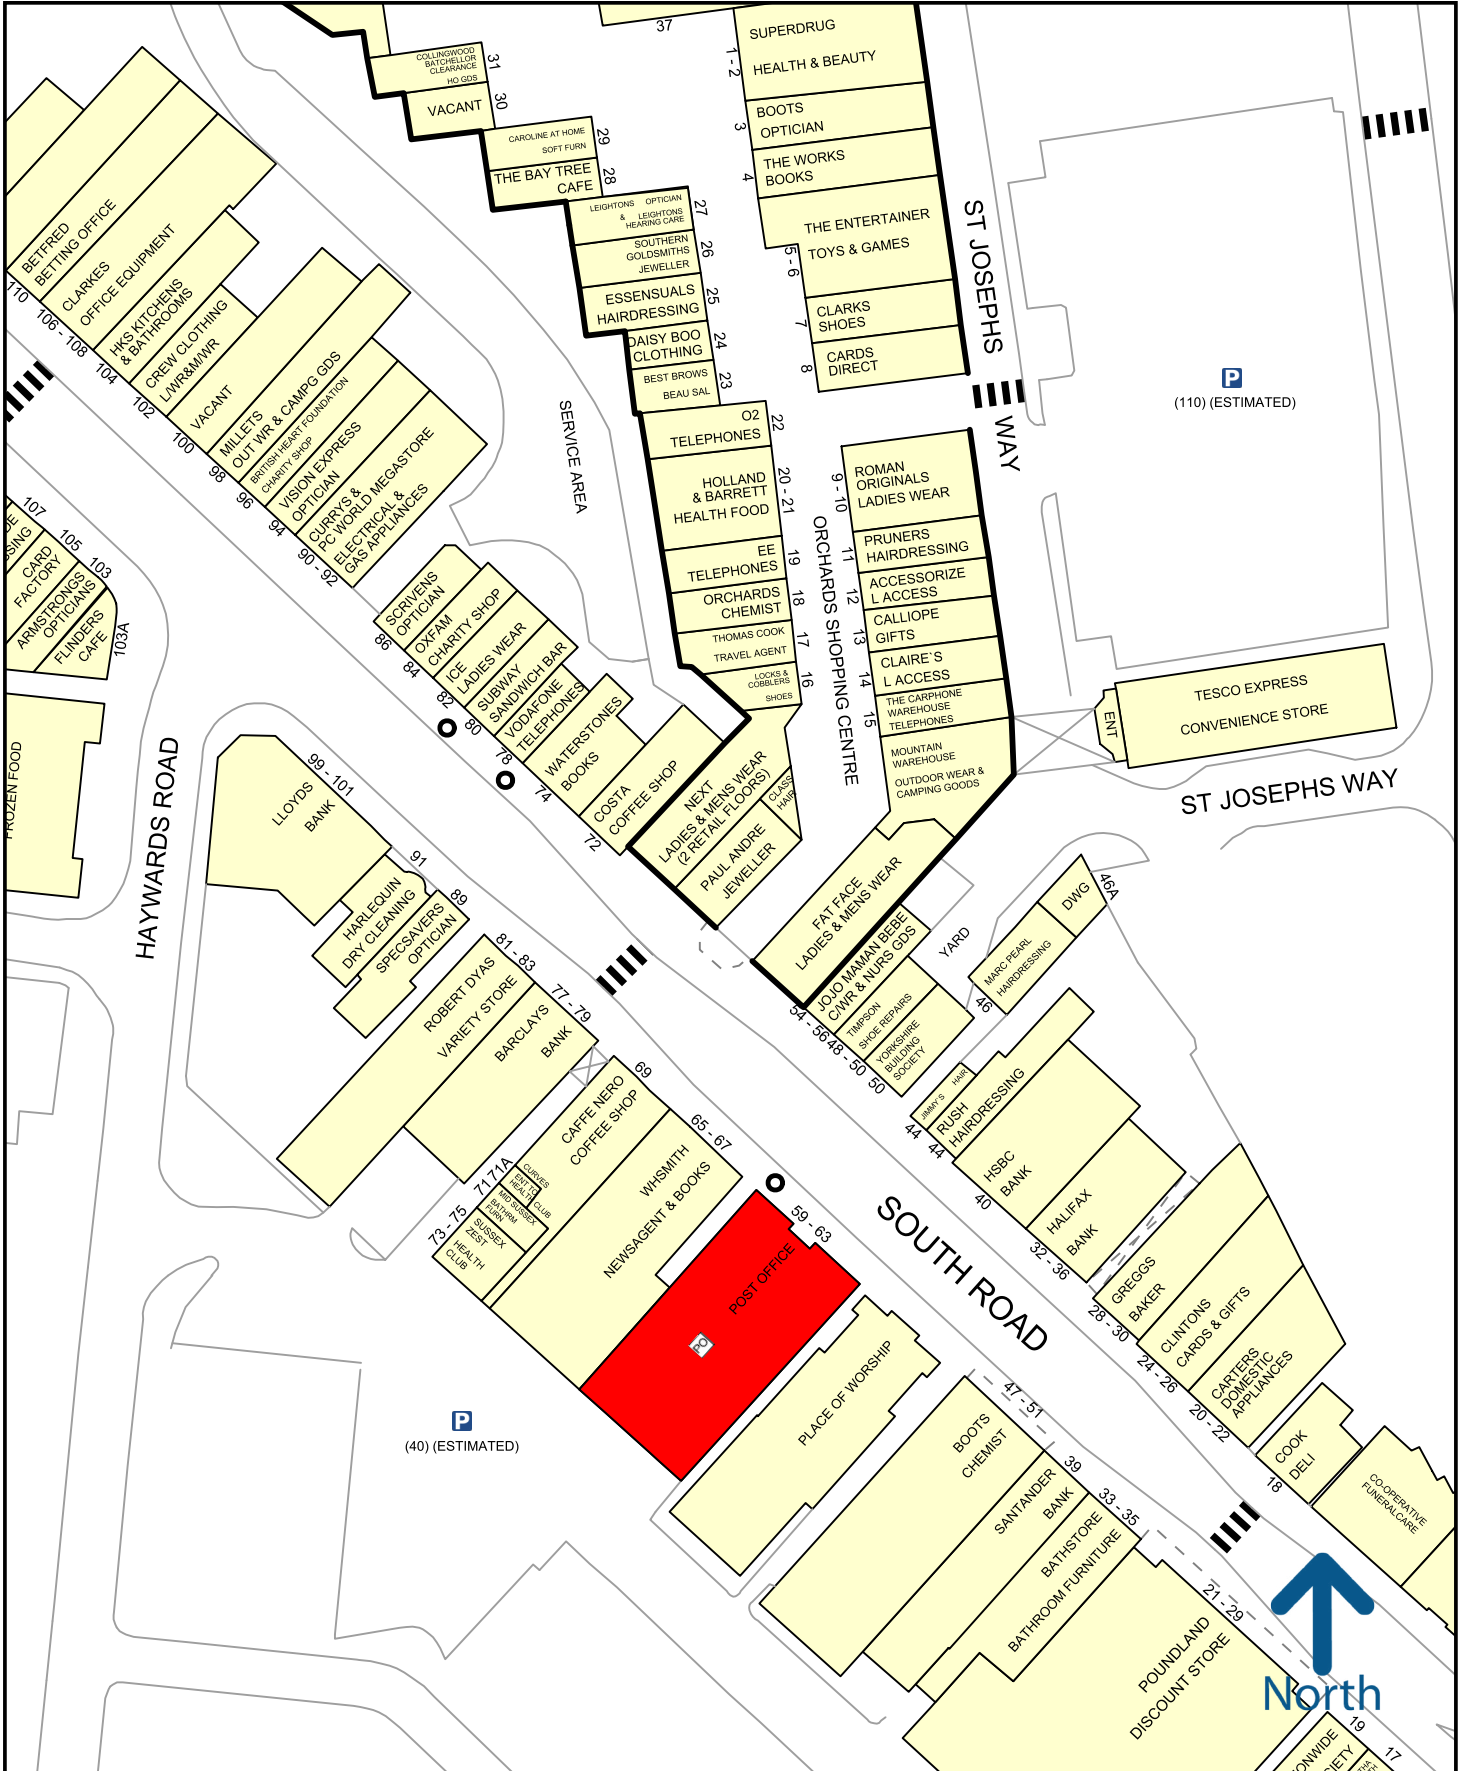 37
SUPERDRUG
HEALTH & BEAUTY
1 - 2
BOOTS
OPTICIAN
3
THE WORKS
BOOKS
4
THE ENTERTAINER
TOYS & GAMES
5 - 6
CLARKS
SHOES
7
CARDS
DIRECT
8
COLLINGWOOD
BATCHELLOR
CLEARANCE
HO GDS
31
VACANT
30
CAROLINE AT HOME
SOFT FURN
29
THE BAY TREE
CAFE
28
LEIGHTONS OPTICIAN
& LEIGHTONS
HEARING CARE
27
SOUTHERN
GOLDSMITHS
JEWELLER
26
ESSENSUALS
HAIRDRESSING
25
DAISY BOO
CLOTHING
24
BEST BROWS
BEAU SAL
23
O2
TELEPHONES
22
HOLLAND
& BARRETT
HEALTH FOOD
20 - 21
EE
TELEPHONES
19
ORCHARDS
CHEMIST
18
THOMAS COOK
TRAVEL AGENT
17
LOCKS &
COBBLERS
SHOES
16
ROMAN
ORIGINALS
LADIES WEAR
9 - 10
PRUNERS
HAIRDRESSING
11
ACCESSORIZE
L ACCESS
12
CALLIOPE
GIFTS
13
CLAIRE`S
L ACCESS
14
THE CARPHONE
WAREHOUSE
TELEPHONES
15
MOUNTAIN
WAREHOUSE
OUTDOOR WEAR &
CAMPING GOODS
ORCHARDS SHOPPING CENTRE
SERVICE AREA
ST JOSEPHS
WAY
P
(110) (ESTIMATED)
TESCO EXPRESS
CONVENIENCE STORE
ENT
ST JOSEPHS WAY
BETFRED
BETTING OFFICE
110
CLARKES
OFFICE EQUIPMENT
106 - 108
HKS KITCHENS
& BATHROOMS
104
CREW CLOTHING
L/WR&M/WR
102
VACANT
100
MILLETS
OUT WR & CAMPG GDS
98
BRITISH HEART FOUNDATION
CHARITY SHOP
96
VISION EXPRESS
OPTICIAN
94
CURRYS &
PC WORLD MEGASTORE
ELECTRICAL &
GAS APPLIANCES
90 - 92
SCRIVENS
OPTICIAN
86
OXFAM
CHARITY SHOP
84
ICE
LADIES WEAR
82
SUBWAY
SANDWICH BAR
80
VODAFONE
TELEPHONES
78
WATERSTONES
BOOKS
74
COSTA
COFFEE SHOP
72
NEXT
LADIES & MENS WEAR
(2 RETAIL FLOORS)
CLASS
HAIR
PAUL ANDRE
JEWELLER
FAT FACE
LADIES & MENS WEAR
JOJO MAMAN BEBE
C/WR & NURS GDS
54 - 56
TIMPSON
SHOE REPAIRS
48 - 50
YORKSHIRE
BUILDING
SOCIETY
50
YARD
DWG
46A
MARC PEARL
HAIRDRESSING
46
JIMMY`S HAIR
44
RUSH
HAIRDRESSING
44
HSBC
BANK
40
HALIFAX
BANK
32 - 36
GREGGS
BAKER
28 - 30
CLINTONS
CARDS & GIFTS
24 - 26
CARTERS
DOMESTIC
APPLIANCES
20 - 22
COOK
DELI
18
CO-OPERATIVE
FUNERALCARE
107
CARD
FACTORY
105
ARMSTRONGS
OPTICIANS
103
FLINDERS
CAFE
103A
FROZEN FOOD
HAYWARDS ROAD
LLOYDS
BANK
99 - 101
HARLEQUIN
DRY CLEANING
91
SPECSAVERS
OPTICIAN
89
ROBERT DYAS
VARIETY STORE
81 - 83
BARCLAYS
BANK
77 - 79
CAFFE NERO
COFFEE SHOP
69
CURVES
ENT TO
HEALTH CLUB
71A
MID SUSSEX
BATHRM
FURN
71
SUSSEX
ZEST
HEALTH
CLUB
73 - 75
WHSMITH
NEWSAGENT & BOOKS
65 - 67
POST OFFICE
PO
59 - 63
SOUTH ROAD
PLACE OF WORSHIP
P
(40) (ESTIMATED)
BOOTS
CHEMIST
47 - 51
SANTANDER
BANK
39
BATHSTORE
BATHROOM FURNITURE
33 - 35
POUNDLAND
DISCOUNT STORE
21 - 29
North
19
17